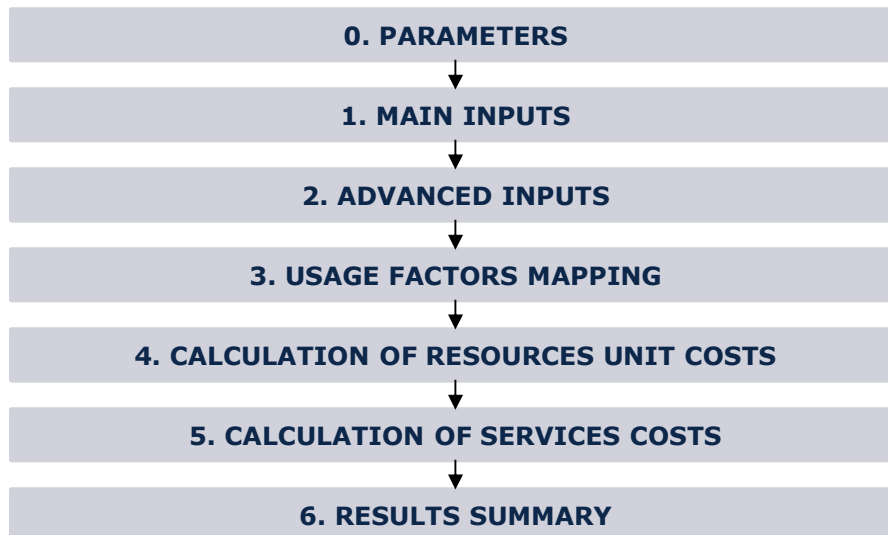 0. PARAMETERS
1. MAIN INPUTS
2. ADVANCED INPUTS
3. USAGE FACTORS MAPPING
4. CALCULATION OF RESOURCES UNIT COSTS
5. CALCULATION OF SERVICES COSTS
6. RESULTS SUMMARY